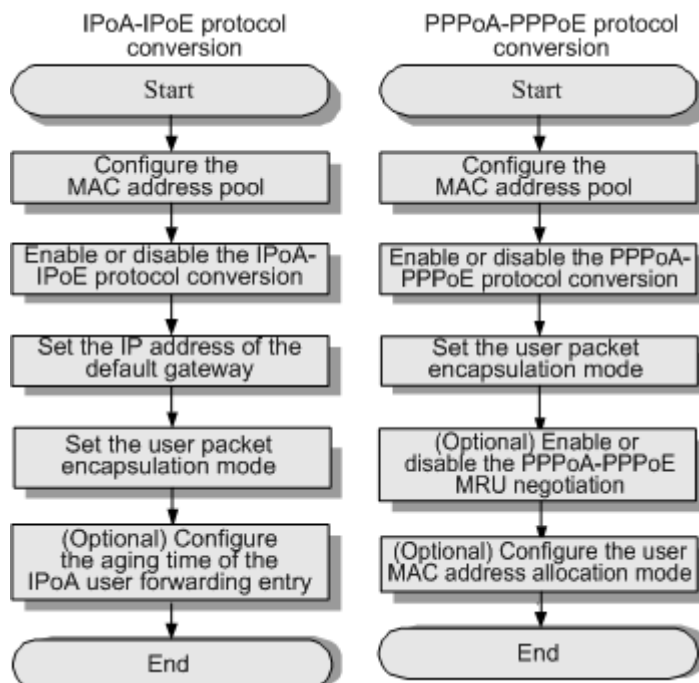 IPoA-IPoE protocol
conversion
Start
Configure the
MAC address pool
Enable or disable the IPoA-
IPoE protocol conversion
Set the IP address of the
default gateway
Set the user packet
encapsulation mode
(Optional) Configure
the aging time of the
IPoA user forwarding entry
End
PPPoA-PPPoE protocol
conversion
Start
Configure the
MAC address pool
Enable or disable the PPPoA-
PPPoE protocol conversion
Set the user packet
encapsulation mode
(Optional) Enable or
disable the PPPoA-PPPoE
MRU negotiation
(Optional) Configure the user
MAC address allocation mode
End